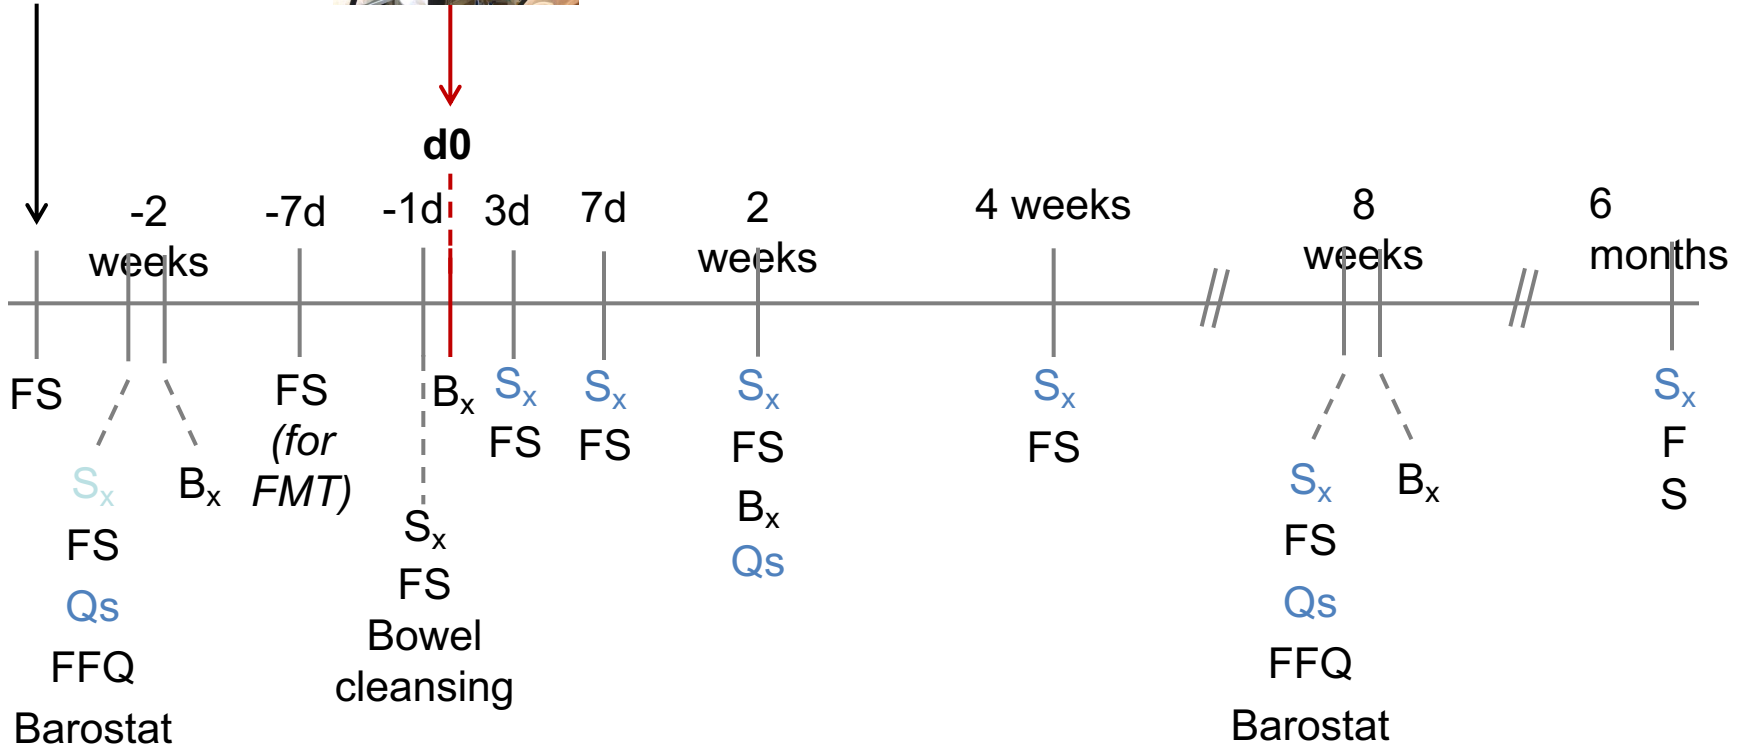 d0
-2
weeks
-7d
-1d
3d
7d
2
weeks
4 weeks
8
weeks
6
months
FS
Sx
FS
Qs
FFQ
Barostat
Bx
FS
(for
FMT)
Sx
FS
Bowel
cleansing
Bx
Sx
FS
Sx
FS
Sx
FS
Bx
Qs
Sx
FS
Sx
FS
Qs
FFQ
Barostat
Bx
Sx
F
S